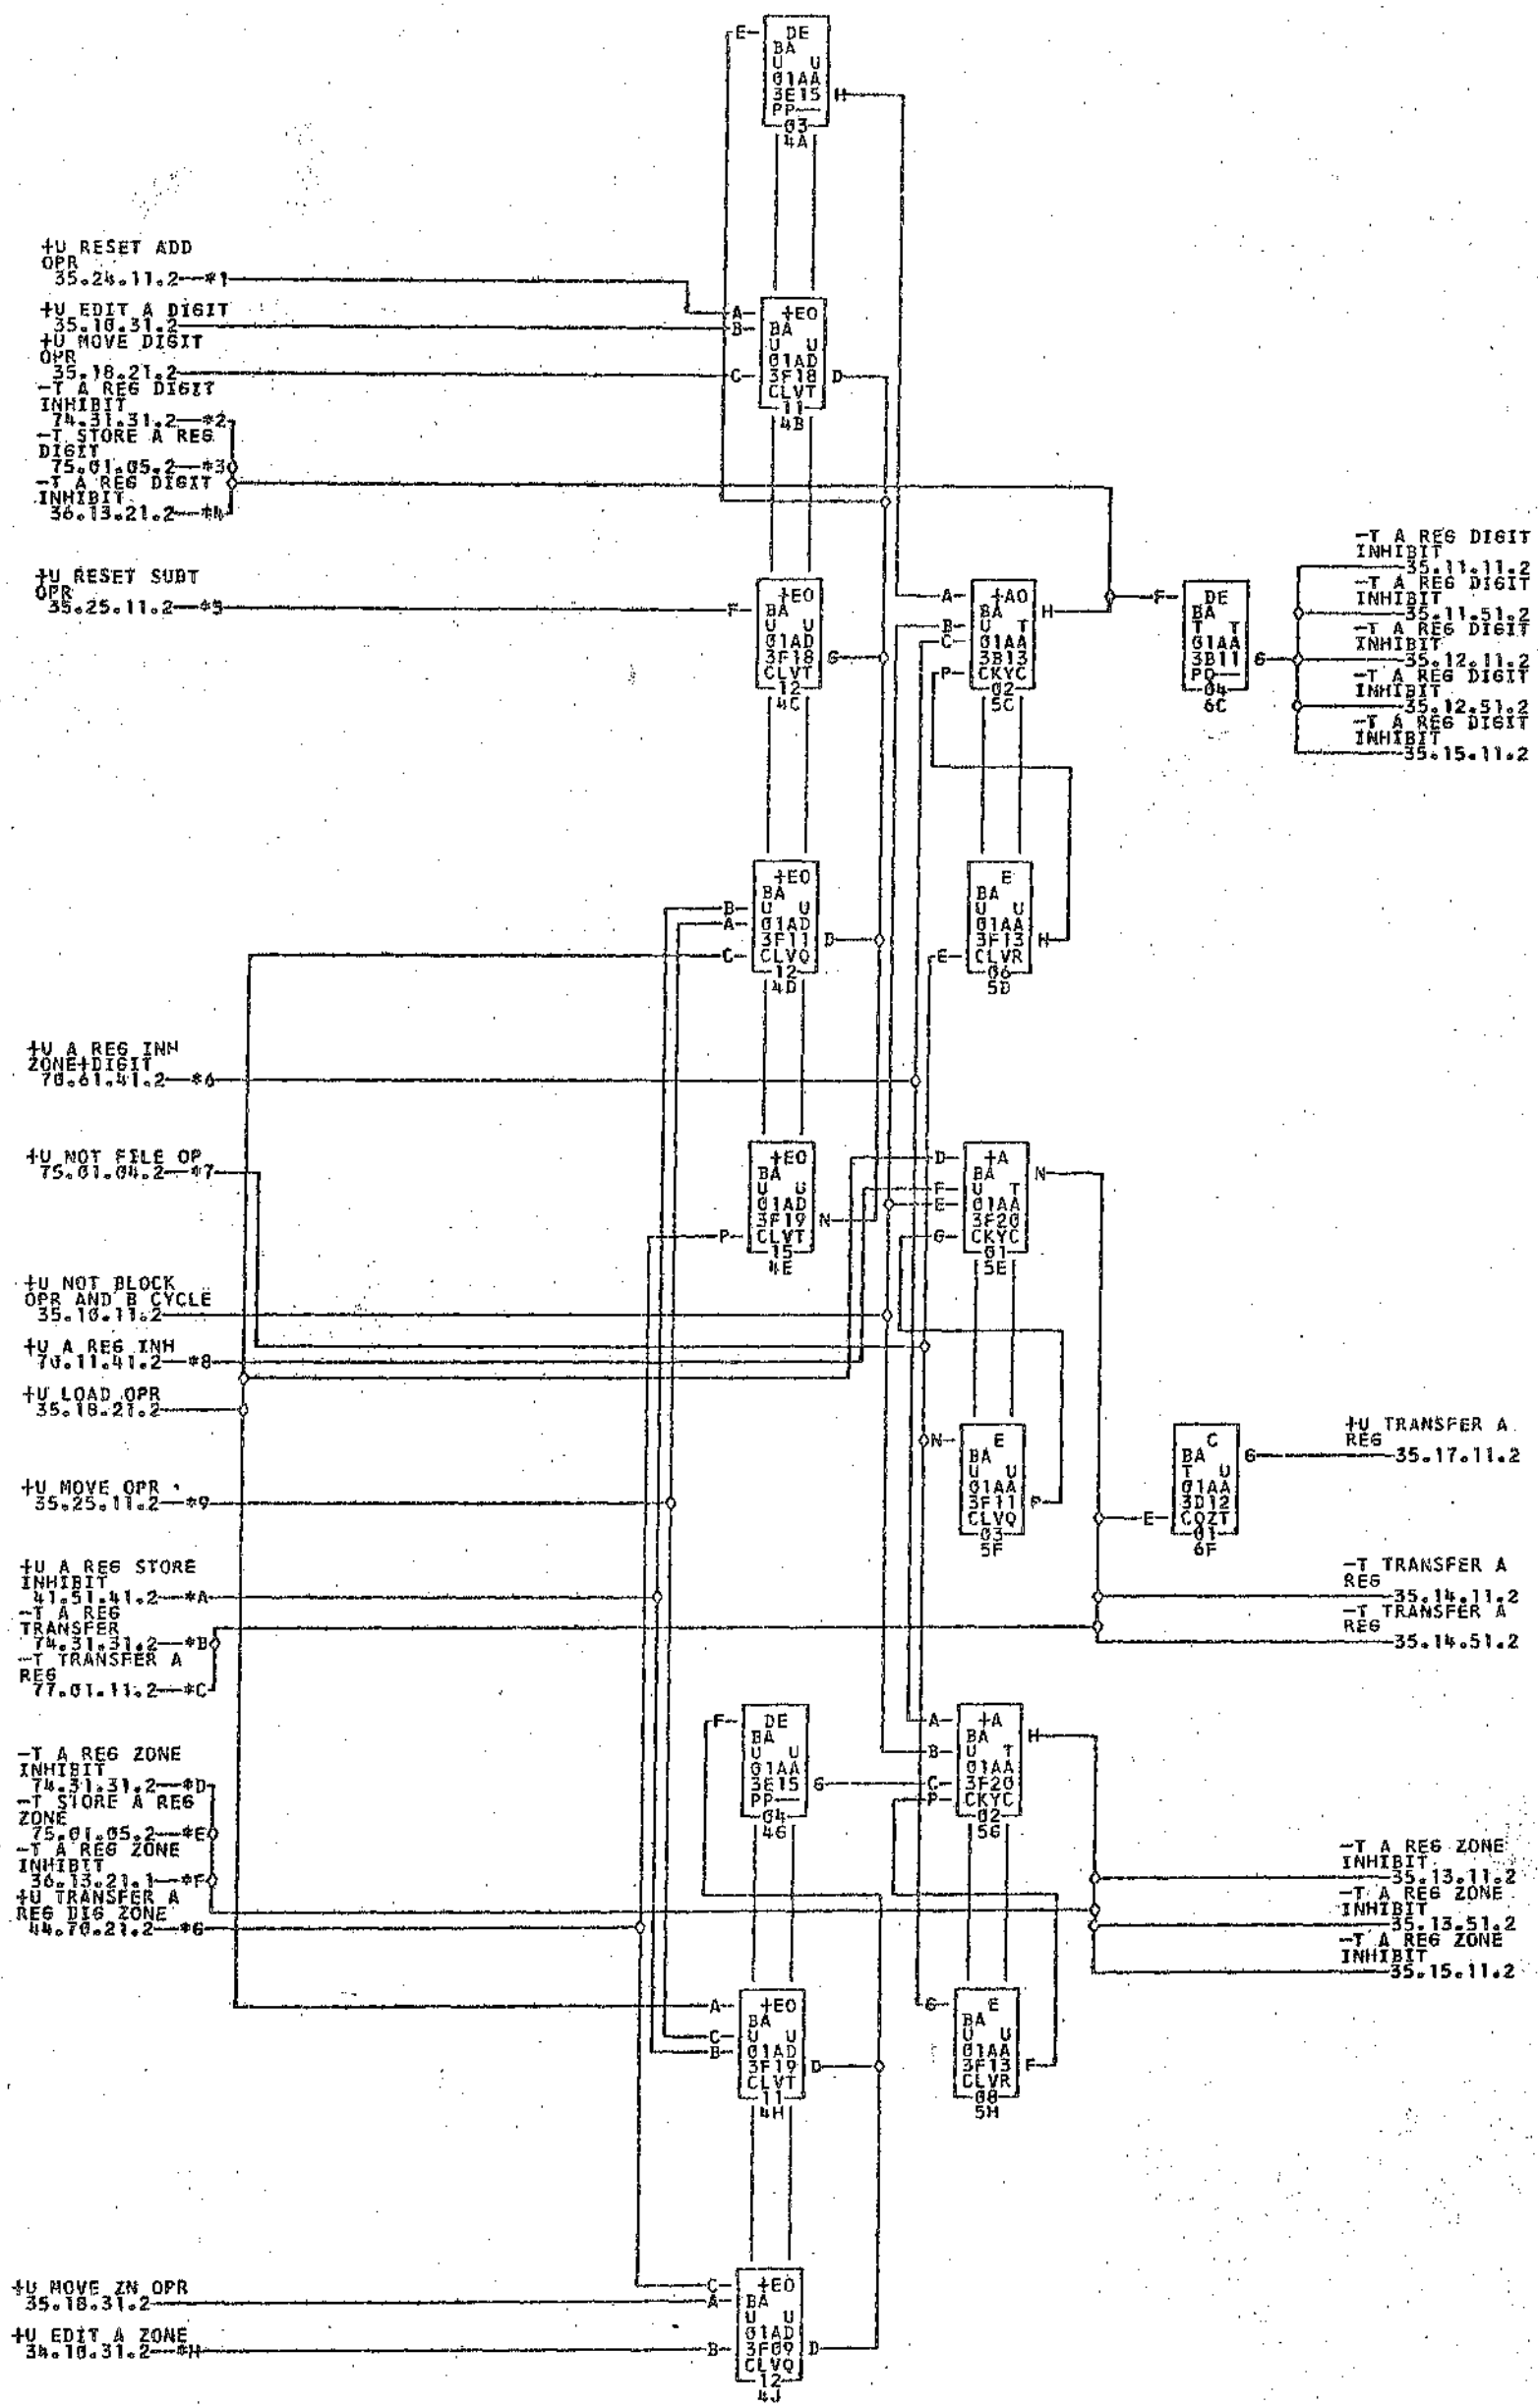 E- DE
BA
U U
01AA
3E15 H
PP—
03
4A
+U RESET ADD
OPR
35.24.11.2—*1
+U EDIT A DIGIT
35.10.31.2
+U MOVE DIGIT
OPR
35.18.21.2
-T A REG DIGIT
INHIBIT
74.31.31.2—*2
-T STORE A REG
DIGIT
75.01.05.2—*3
-T A REG DIGIT
INHIBIT
36.13.21.2—*4
A- +EO
B- BA
U U
01AD
C- 3F18 D
CLVT
11
4B
+U RESET SUBT
OPR
35.25.11.2—*5
+EO
F- BA
U U
01AD
3F18 G
CLVT
12
4C
A- +AO
BA H
B- U T
C- 01AA
3B13
P- CKYC
02
5C
F- DE
BA
T T
01AA
3B11 G
PD—
04
6C
-T A REG DIGIT
INHIBIT
35.11.11.2
-T A REG DIGIT
INHIBIT
35.11.51.2
-T A REG DIGIT
INHIBIT
35.12.11.2
-T A REG DIGIT
INHIBIT
35.12.51.2
-T A REG DIGIT
INHIBIT
35.15.11.2
+EO
BA
B- U U
A- 01AD
3F11 D
C- CLVQ
12
4D
E
BA
U U
01AA
3F13 H
E- CLVR
06
5D
+U A REG INH
ZONE+DIGIT
70.61.41.2—*6
+U NOT FILE OP
75.01.04.2—*7
+EO
BA
U U
01AD
3F19 N
P- CLVT
15
4E
D- +A
BA N
F- U T
E- 01AA
3F20
G- CKYC
01
5E
+U NOT BLOCK
OPR AND B CYCLE
35.10.11.2
+U A REG INH
70.11.41.2—*8
+U LOAD OPR
35.18.21.2
+U MOVE OPR
35.25.11.2—*9
N- E
BA
U U
01AA
3F11 P
CLVQ
03
5F
C
BA G
T U
01AA
3D12
E- CQZT
01
6F
+U TRANSFER A
REG
35.17.11.2
+U A REG STORE
INHIBIT
41.51.41.2—*A
-T A REG
TRANSFER
74.31.31.2—*B
-T TRANSFER A
REG
77.01.11.2—*C
-T TRANSFER A
REG
35.14.11.2
-T TRANSFER A
REG
35.14.51.2
-T A REG ZONE
INHIBIT
74.31.31.2—*D
-T STORE A REG
ZONE
75.01.05.2—*E
-T A REG ZONE
INHIBIT
36.13.21.1—*F
+U TRANSFER A
REG DIG ZONE
44.70.21.2—*G
F- DE
BA
U U
01AA
3E15 G
PP—
04
4G
A- +A
BA H
B- U T
01AA
C- 3F20
P- CKYC
02
5G
-T A REG ZONE
INHIBIT
35.13.11.2
-T A REG ZONE
INHIBIT
35.13.51.2
-T A REG ZONE
INHIBIT
35.15.11.2
A- +EO
BA
C- U U
B- 01AD
3F19 D
CLVT
11
4H
G- E
BA
U U
01AA
3F13 F
CLVR
08
5H
+U MOVE ZN OPR
35.18.31.2
+U EDIT A ZONE
34.10.31.2—*H
C- +EO
A- BA
U U
01AD
B- 3F09 D
CLVQ
12
4J